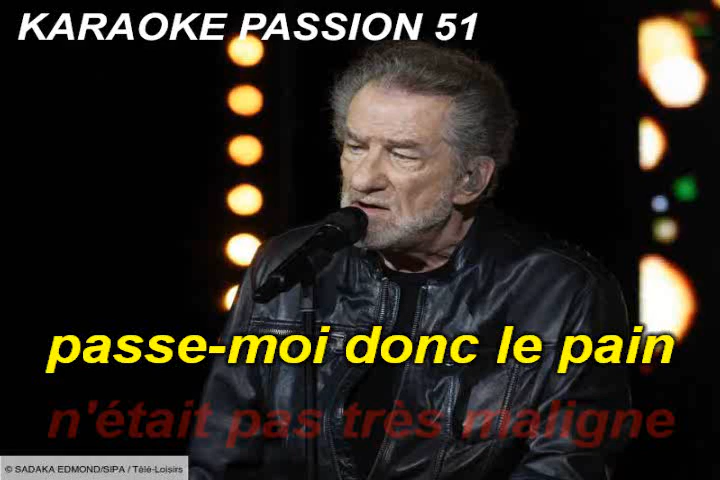 KARAOKE PASSION 51
passe-moi donc le pain
n'était pas très maligne
© SADAKA EDMOND/SIPA / Télé-Loisirs